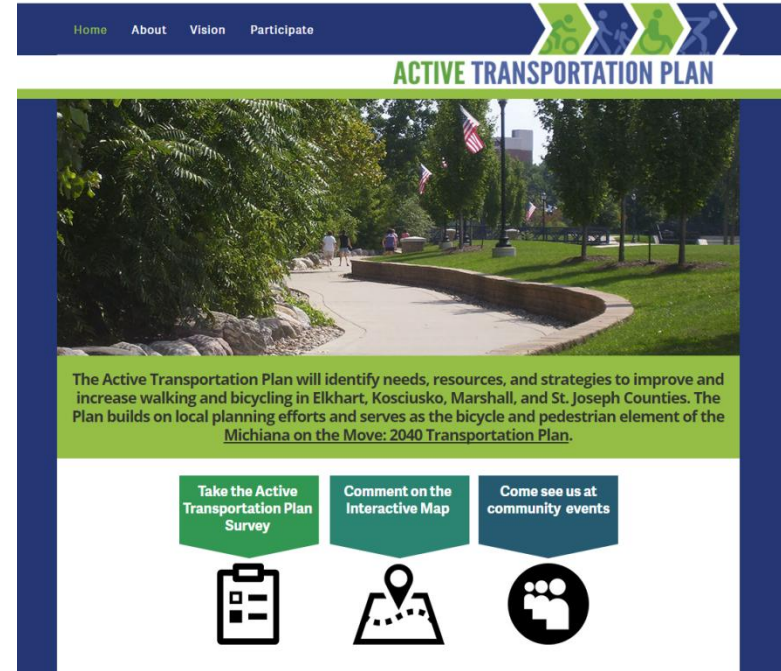 Home About Vision Participate
ACTIVE TRANSPORTATION PLAN
The Active Transportation Plan will identify needs, resources, and strategies to improve and
increase walking and bicycling in Elkhart, Kosciusko, Marshall, and St. Joseph Counties. The
Plan builds on local planning efforts and serves as the bicycle and pedestrian element of the
Michiana on the Move: 2040 Transportation Plan.
Take the Active
Transportation Plan
Survey
Comment on the
Interactive Map
Come see us at
community events